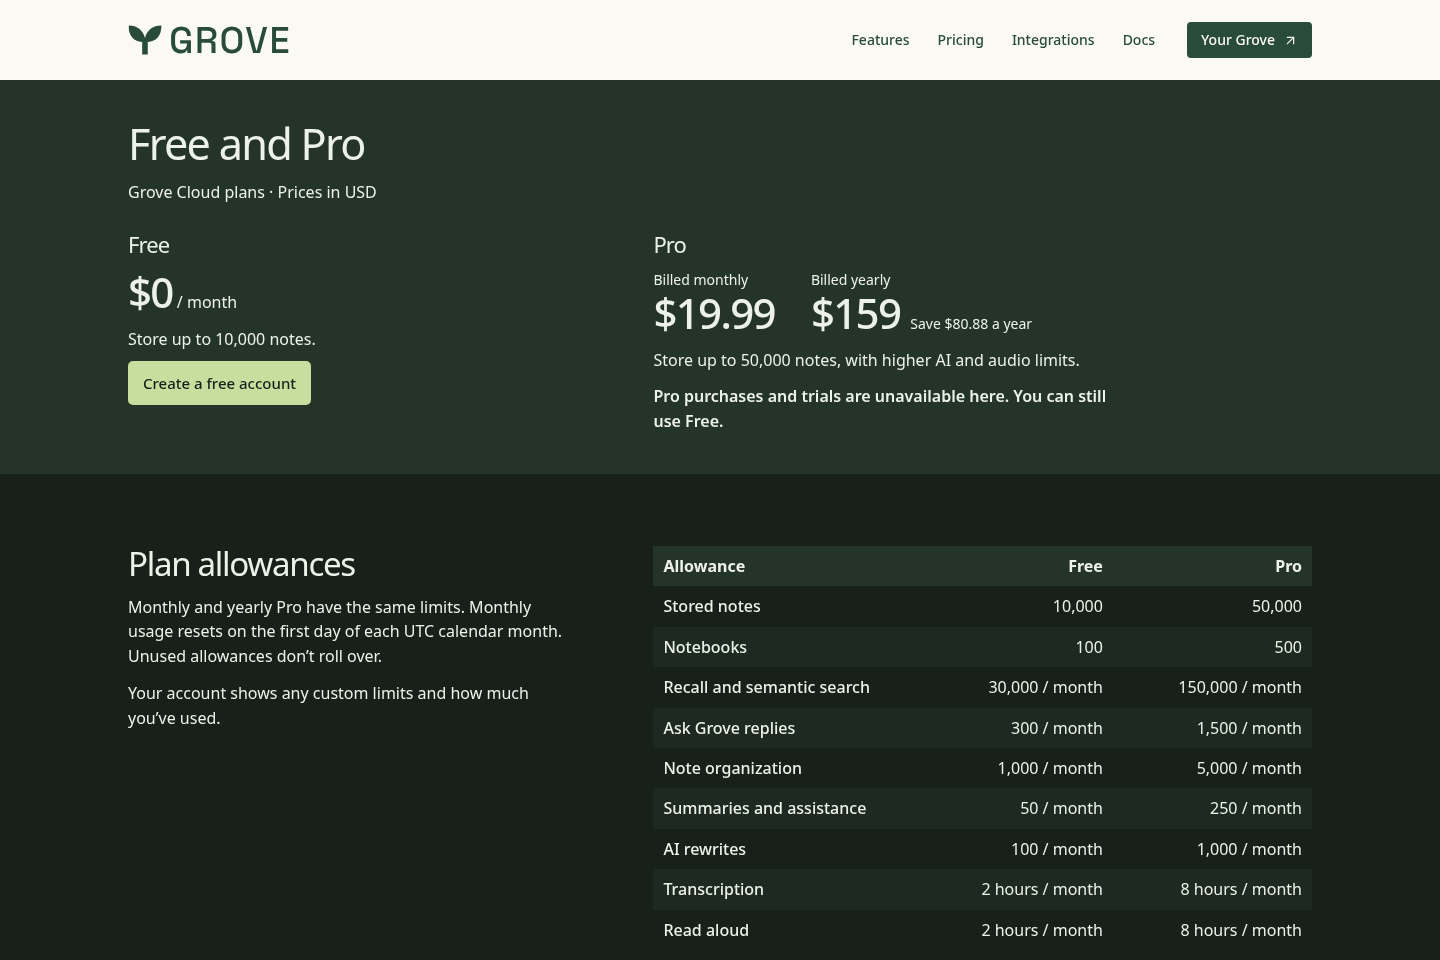 GROVE
Features
Pricing
Integrations
Docs
Your Grove
Free and Pro
Grove Cloud plans · Prices in USD
Free
$0 / month
Store up to 10,000 notes.
Create a free account
Pro
Billed monthly
$19.99
Billed yearly
$159 Save $80.88 a year
Store up to 50,000 notes, with higher AI and audio limits.
Pro purchases and trials are unavailable here. You can still
use Free.
Plan allowances
Monthly and yearly Pro have the same limits. Monthly
usage resets on the first day of each UTC calendar month.
Unused allowances don’t roll over.
Your account shows any custom limits and how much
you’ve used.
Allowance Free Pro
Stored notes 10,000 50,000
Notebooks 100 500
Recall and semantic search 30,000 / month 150,000 / month
Ask Grove replies 300 / month 1,500 / month
Note organization 1,000 / month 5,000 / month
Summaries and assistance 50 / month 250 / month
AI rewrites 100 / month 1,000 / month
Transcription 2 hours / month 8 hours / month
Read aloud 2 hours / month 8 hours / month